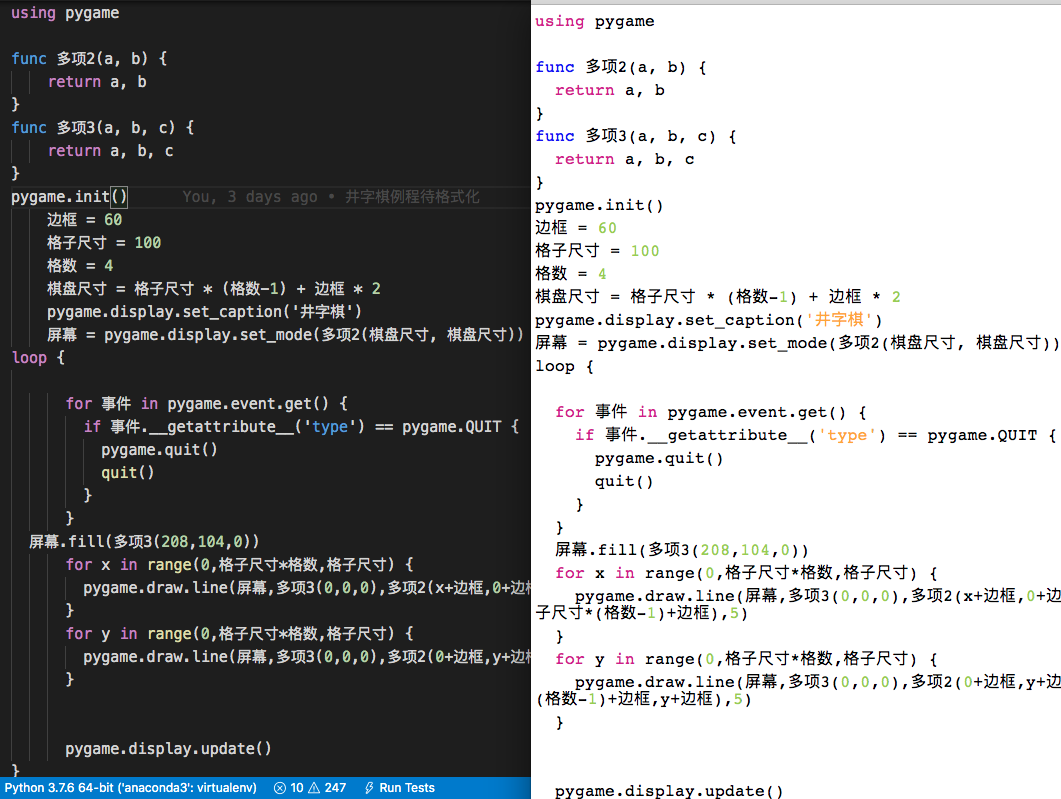 using pygame
func 多项2(a, b) {
return a, b
}
func 多项3(a, b, c) {
return a, b, c
}
pygame.init()
You, 3 days ago • 井字棋例程待格式化
边框 = 60
格子尺寸 = 100
格数 = 4
棋盘尺寸 = 格子尺寸 * (格数-1) + 边框 * 2
pygame.display.set_caption('井字棋')
屏幕 = pygame.display.set_mode(多项2(棋盘尺寸, 棋盘尺寸))
loop {
for 事件 in pygame.event.get() {
if 事件.__getattribute__('type') == pygame.QUIT {
pygame.quit()
quit()
}
}
屏幕.fill(多项3(208,104,0))
for x in range(0,格子尺寸*格数,格子尺寸) {
pygame.draw.line(屏幕,多项3(0,0,0),多项2(x+边框,0+边框
}
for y in range(0,格子尺寸*格数,格子尺寸) {
pygame.draw.line(屏幕,多项3(0,0,0),多项2(0+边框,y+边框
}
pygame.display.update()
}
Python 3.7.6 64-bit ('anaconda3': virtualenv) 10 247 Run Tests
using pygame
func 多项2(a, b) {
return a, b
}
func 多项3(a, b, c) {
return a, b, c
}
pygame.init()
边框 = 60
格子尺寸 = 100
格数 = 4
棋盘尺寸 = 格子尺寸 * (格数-1) + 边框 * 2
pygame.display.set_caption('井字棋')
屏幕 = pygame.display.set_mode(多项2(棋盘尺寸, 棋盘尺寸))
loop {
for 事件 in pygame.event.get() {
if 事件.__getattribute__('type') == pygame.QUIT {
pygame.quit()
quit()
}
}
屏幕.fill(多项3(208,104,0))
for x in range(0,格子尺寸*格数,格子尺寸) {
pygame.draw.line(屏幕,多项3(0,0,0),多项2(x+边框,0+边
子尺寸*(格数-1)+边框),5)
}
for y in range(0,格子尺寸*格数,格子尺寸) {
pygame.draw.line(屏幕,多项3(0,0,0),多项2(0+边框,y+边
(格数-1)+边框,y+边框),5)
}
pygame.display.update()